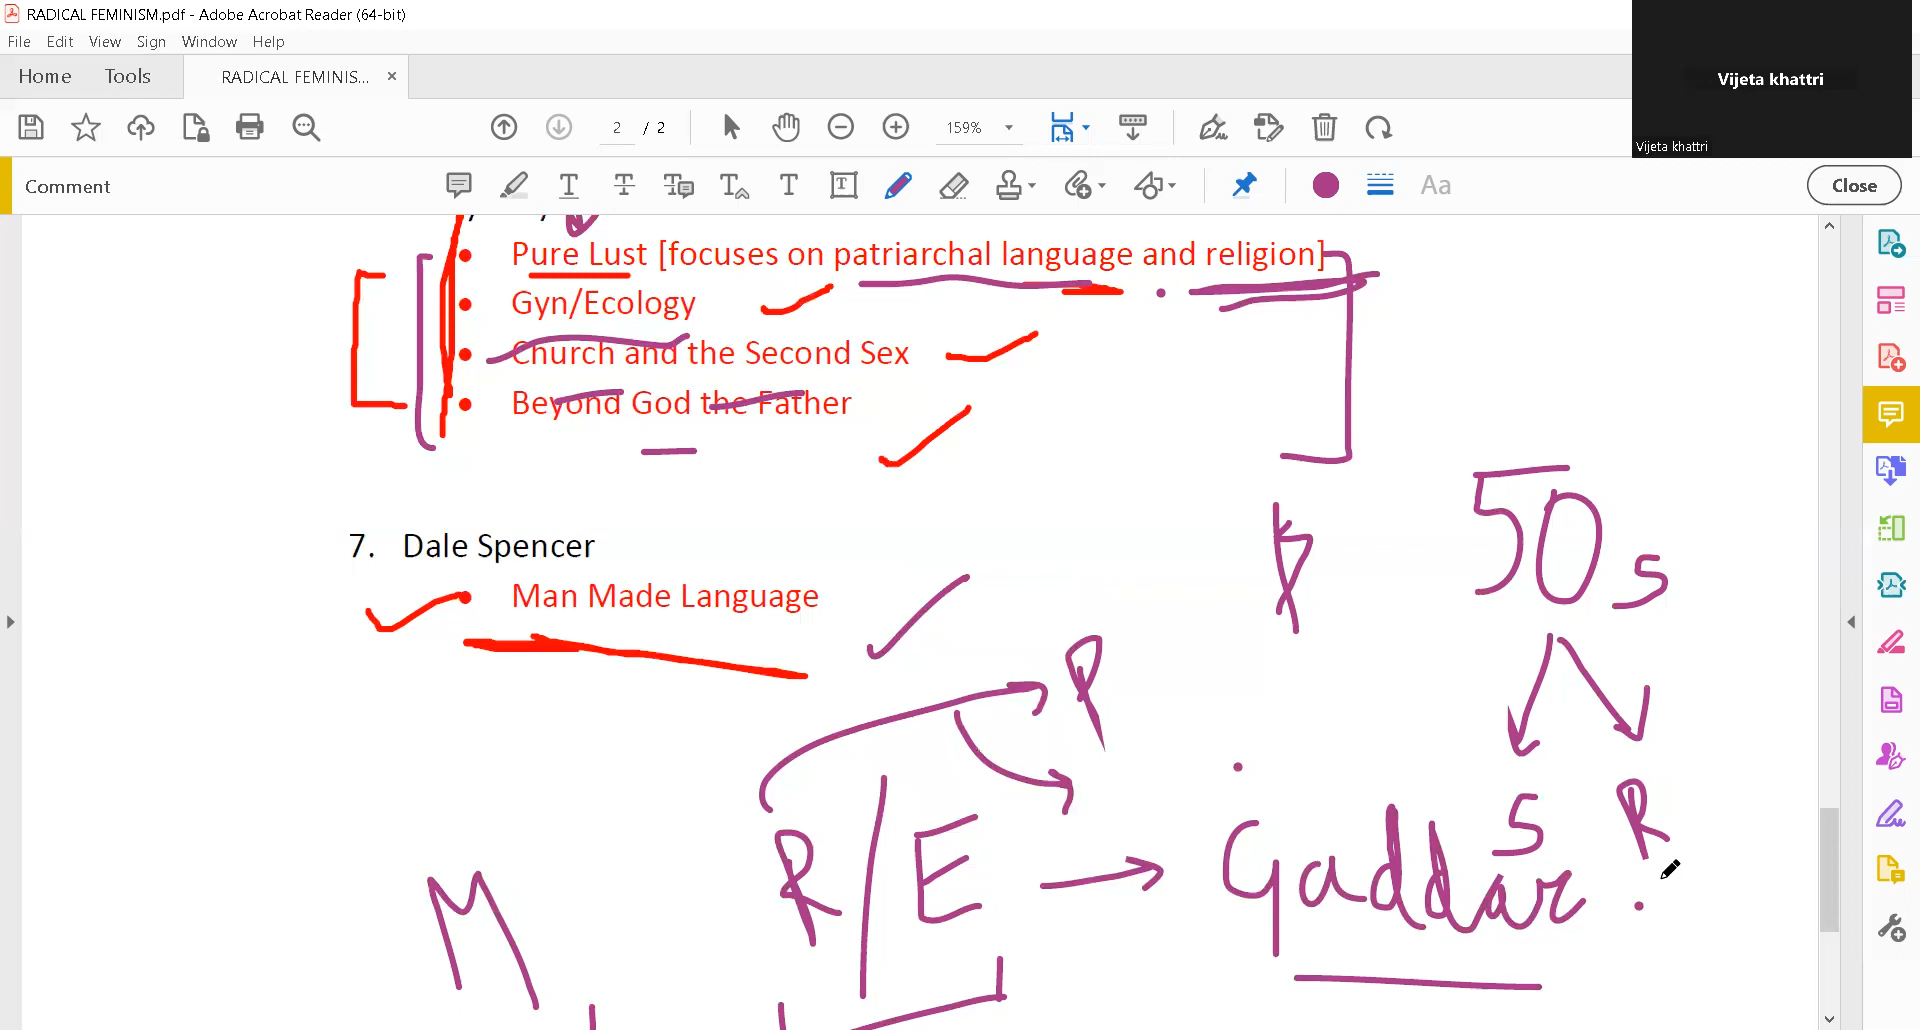 RADICAL FEMINISM.pdf - Adobe Acrobat Reader (64-bit)
File Edit View Sign Window Help
Home Tools RADICAL FEMINIS... ×
Vijeta khattri
Vijeta khattri
2 / 2 159%
Comment
T T T T T T Aa
Close
• Pure Lust [focuses on patriarchal language and religion]
• Gyn/Ecology
• Church and the Second Sex
• Beyond God the Father
50s
7. Dale Spencer
• Man Made Language
P
S R
R/E → Gaddar
M